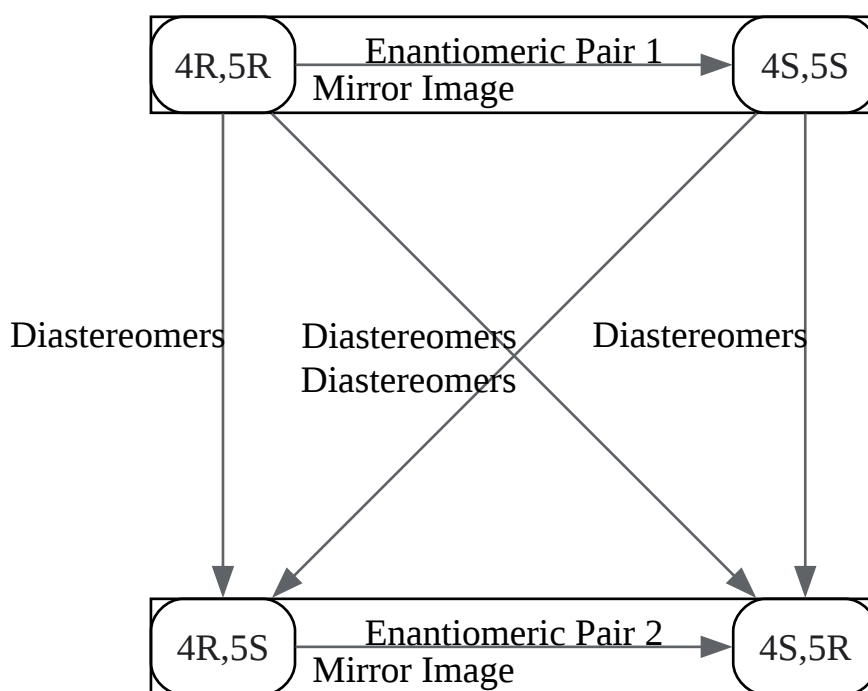 4R,5R
Enantiomeric Pair 1
Mirror Image
4S,5S
Diastereomers
Diastereomers
Diastereomers
Diastereomers
4R,5S
Enantiomeric Pair 2
Mirror Image
4S,5R